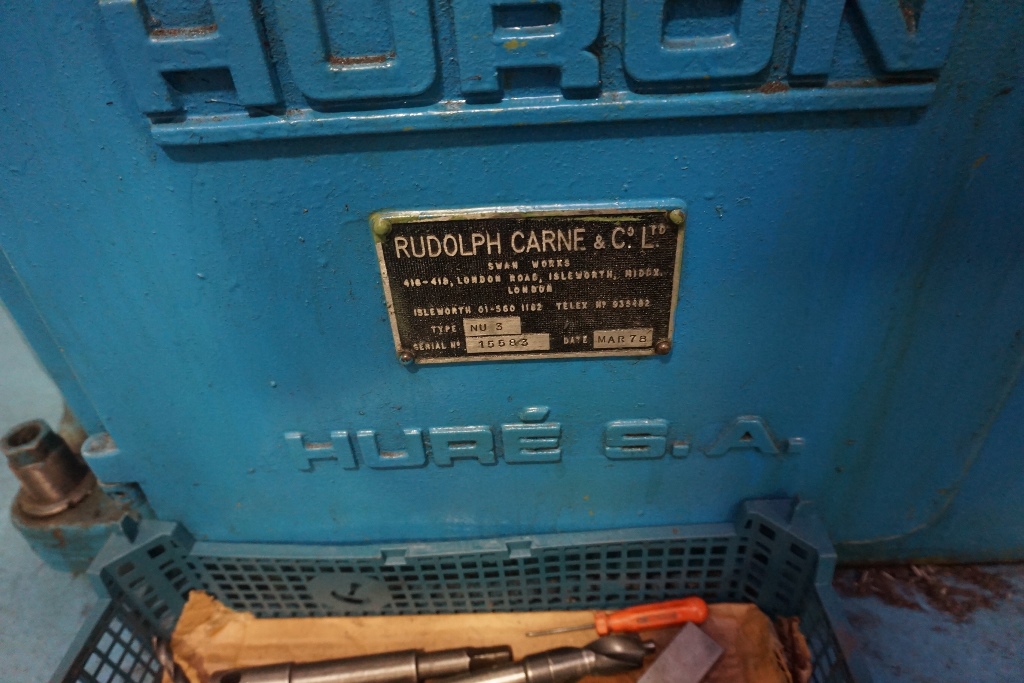 HURON
RUDOLPH CARNE & Cº. LTD
SWAN WORKS
416-418, LONDON ROAD, ISLEWORTH, MIDDX.
LONDON
ISLEWORTH 01-560 1182 TELEX Nº 935482
TYPE NU 3
SERIAL Nº 15583 DATE MAR 78
HURÉ S.A.